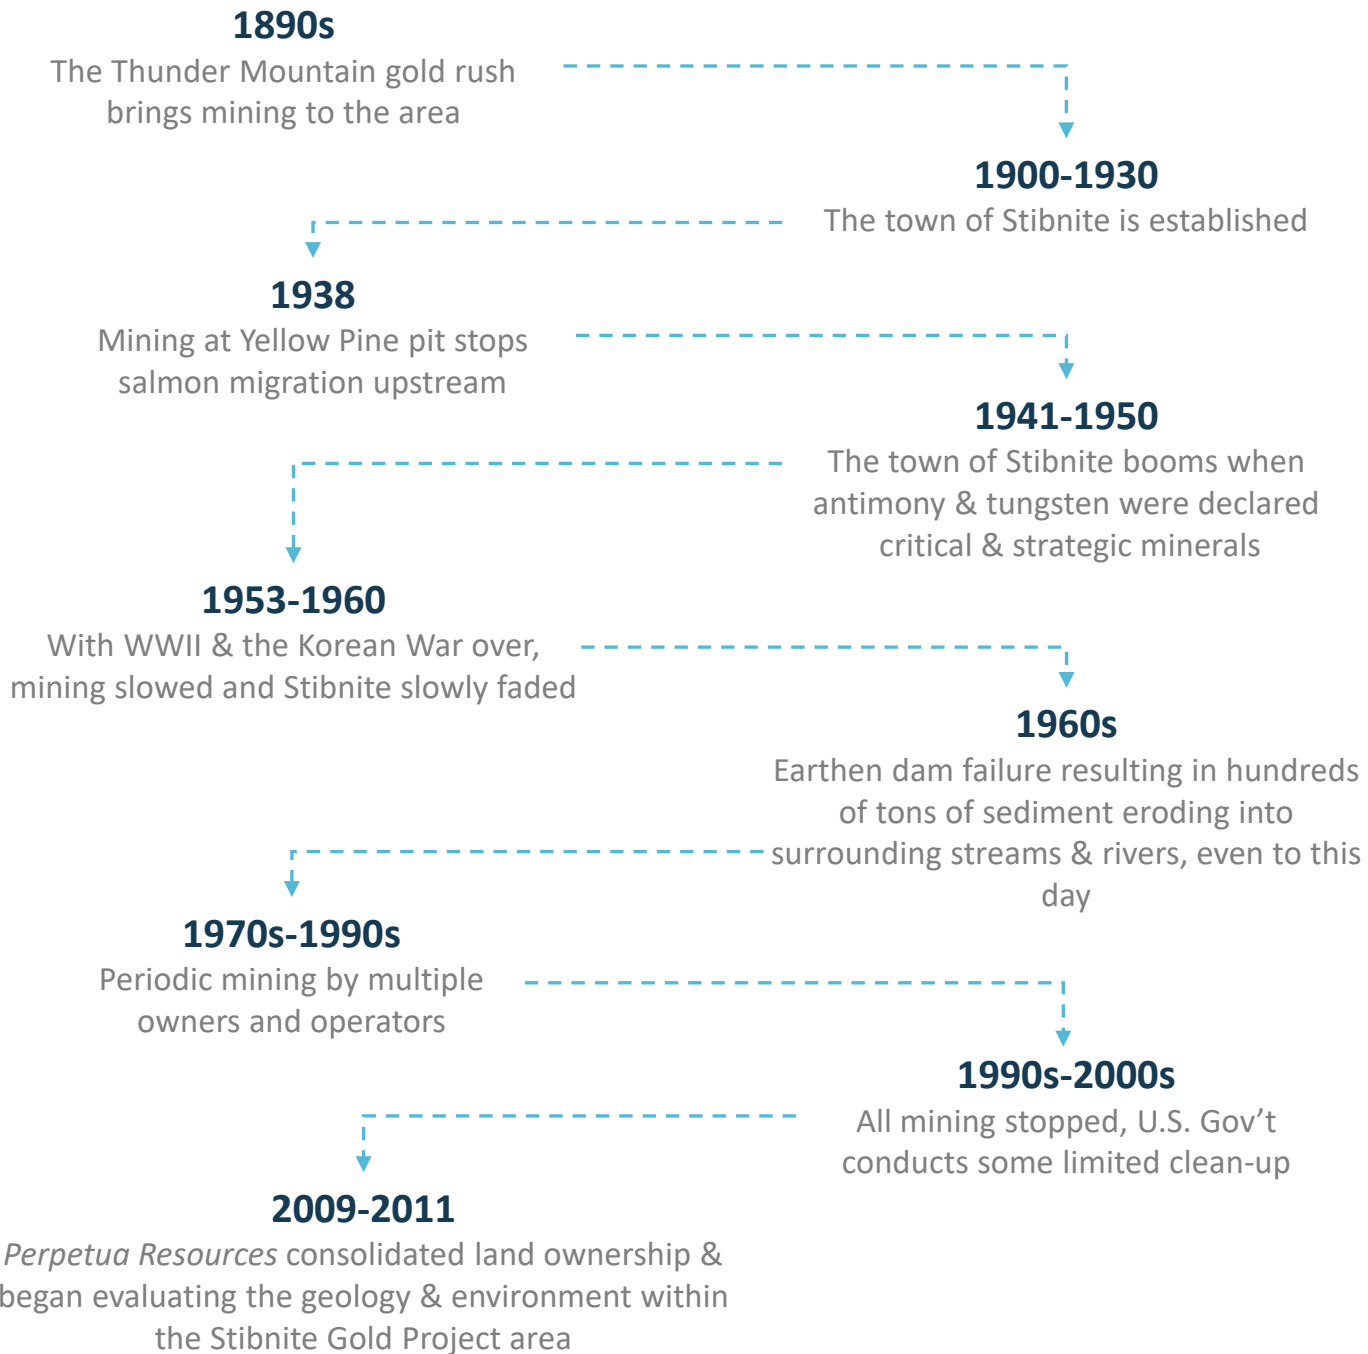 1890s
The Thunder Mountain gold rush
brings mining to the area
1900-1930
The town of Stibnite is established
1938
Mining at Yellow Pine pit stops
salmon migration upstream
1941-1950
The town of Stibnite booms when
antimony & tungsten were declared
critical & strategic minerals
1953-1960
With WWII & the Korean War over,
mining slowed and Stibnite slowly faded
1960s
Earthen dam failure resulting in hundreds
of tons of sediment eroding into
surrounding streams & rivers, even to this
day
1970s-1990s
Periodic mining by multiple
owners and operators
1990s-2000s
All mining stopped, U.S. Gov’t
conducts some limited clean-up
2009-2011
Perpetua Resources consolidated land ownership &
began evaluating the geology & environment within
the Stibnite Gold Project area